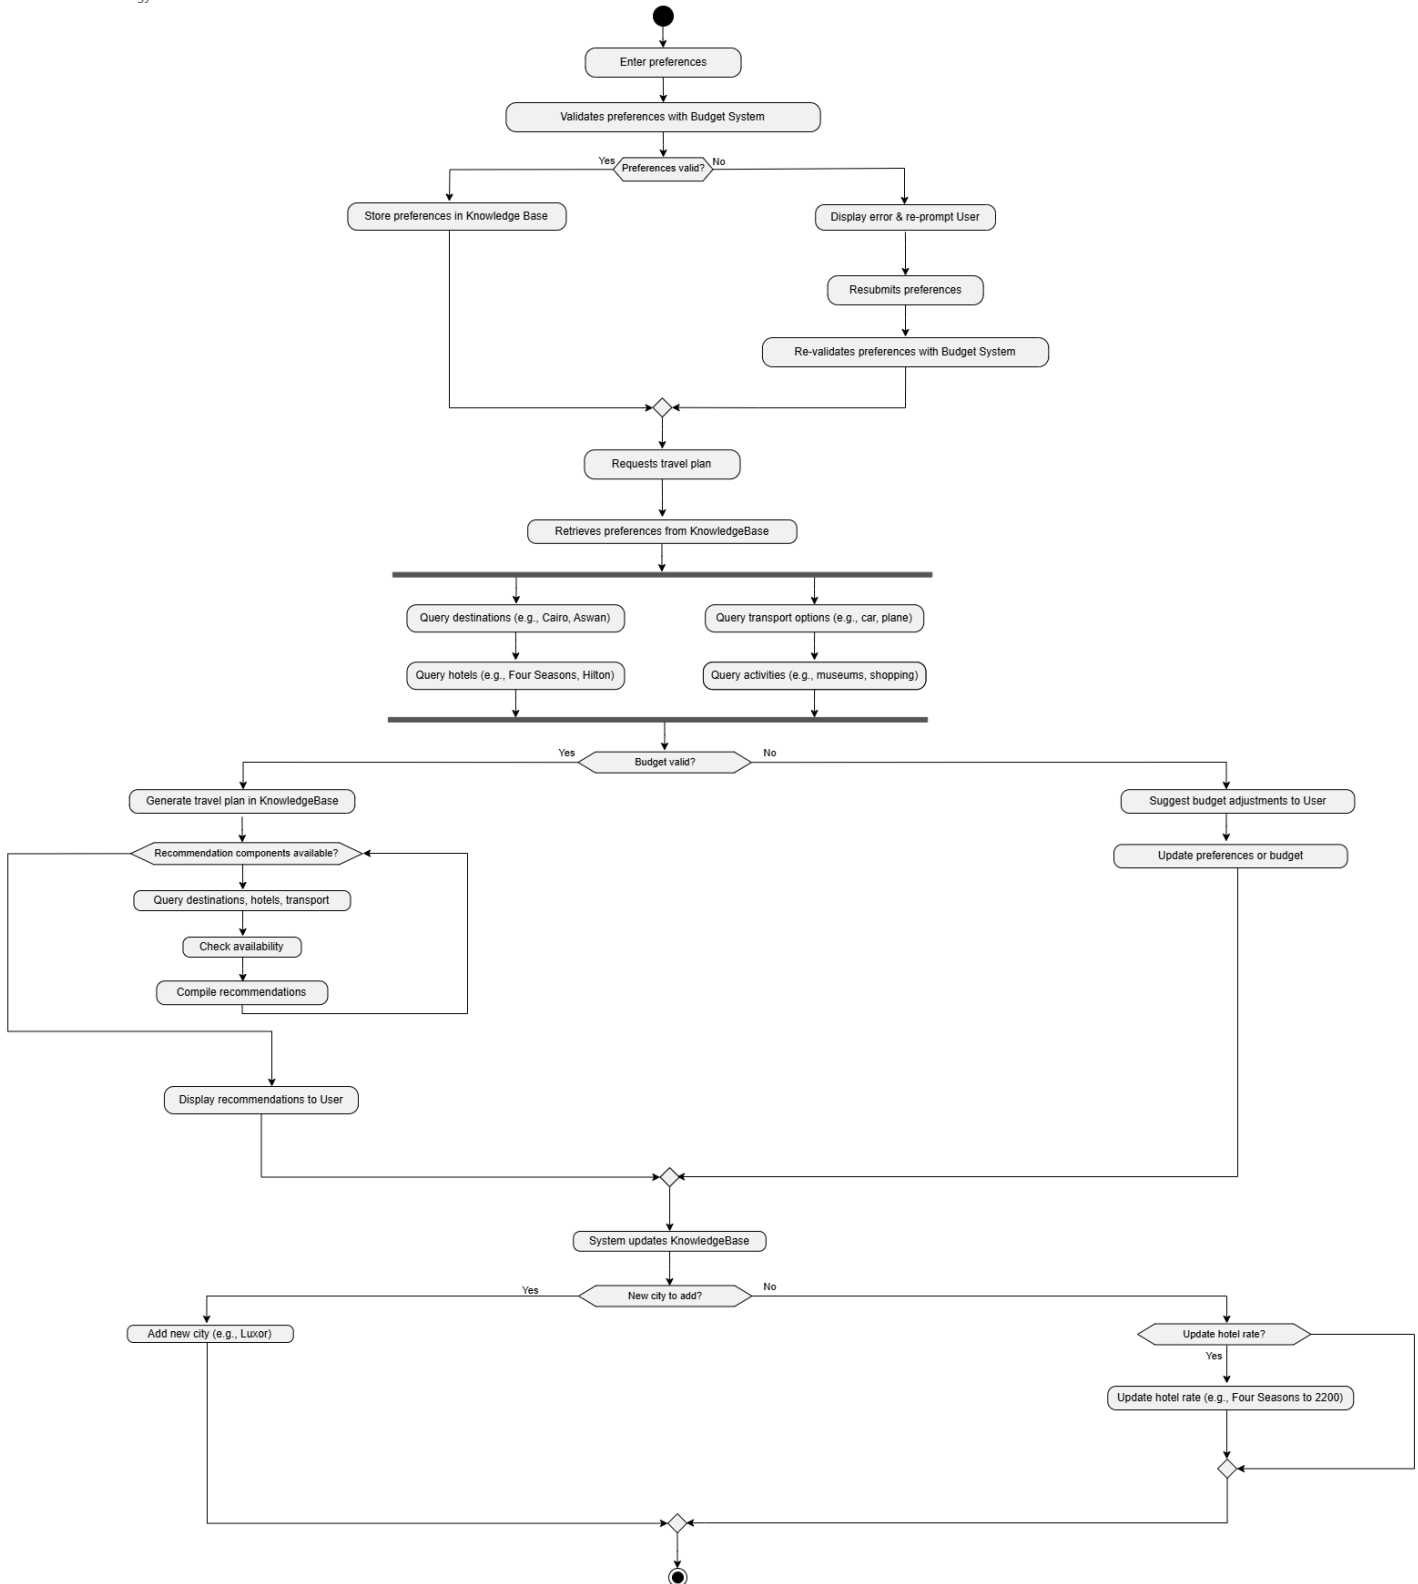 Enter preferences
Validates preferences with Budget System
Yes
Preferences valid?
No
Store preferences in Knowledge Base
Display error & re-prompt User
Resubmits preferences
Re-validates preferences with Budget System
Requests travel plan
Retrieves preferences from KnowledgeBase
Query destinations (e.g., Cairo, Aswan)
Query transport options (e.g., car, plane)
Query hotels (e.g., Four Seasons, Hilton)
Query activities (e.g., museums, shopping)
Yes
Budget valid?
No
Generate travel plan in KnowledgeBase
Suggest budget adjustments to User
Recommendation components available?
Update preferences or budget
Query destinations, hotels, transport
Check availability
Compile recommendations
Display recommendations to User
System updates KnowledgeBase
Yes
New city to add?
No
Add new city (e.g., Luxor)
Update hotel rate?
Yes
Update hotel rate (e.g., Four Seasons to 2200)